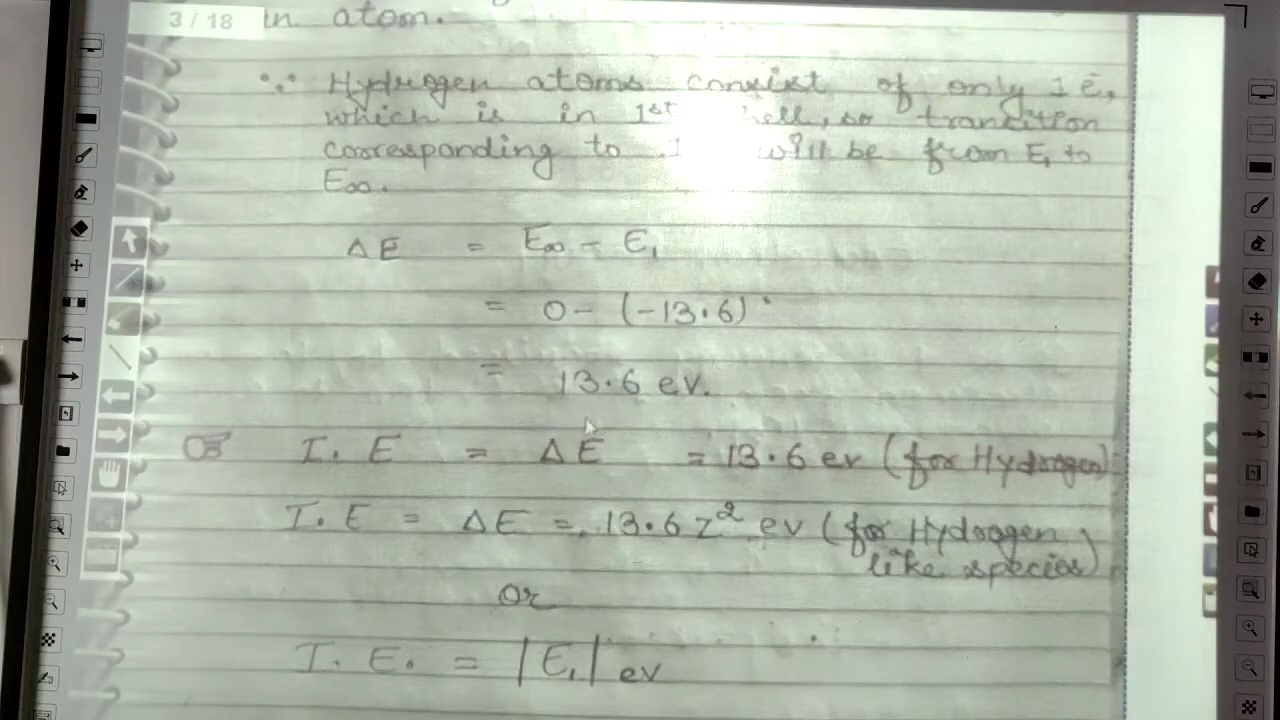 3 / 18
in atom.
∵ Hydrogen atoms consist of only 1 e⁻,
which is in 1st so transition
corresponding to 1 will be from E₁ to
E∞.
ΔE = E∞ - E₁
= 0 - (-13.6)
= 13.6 ev.
I. E = ΔE = 13.6 ev (for Hydrogen)
I. E = ΔE = 13.6 z² ev (for Hydrogen
like species)
Or
I. E. = |E₁| ev